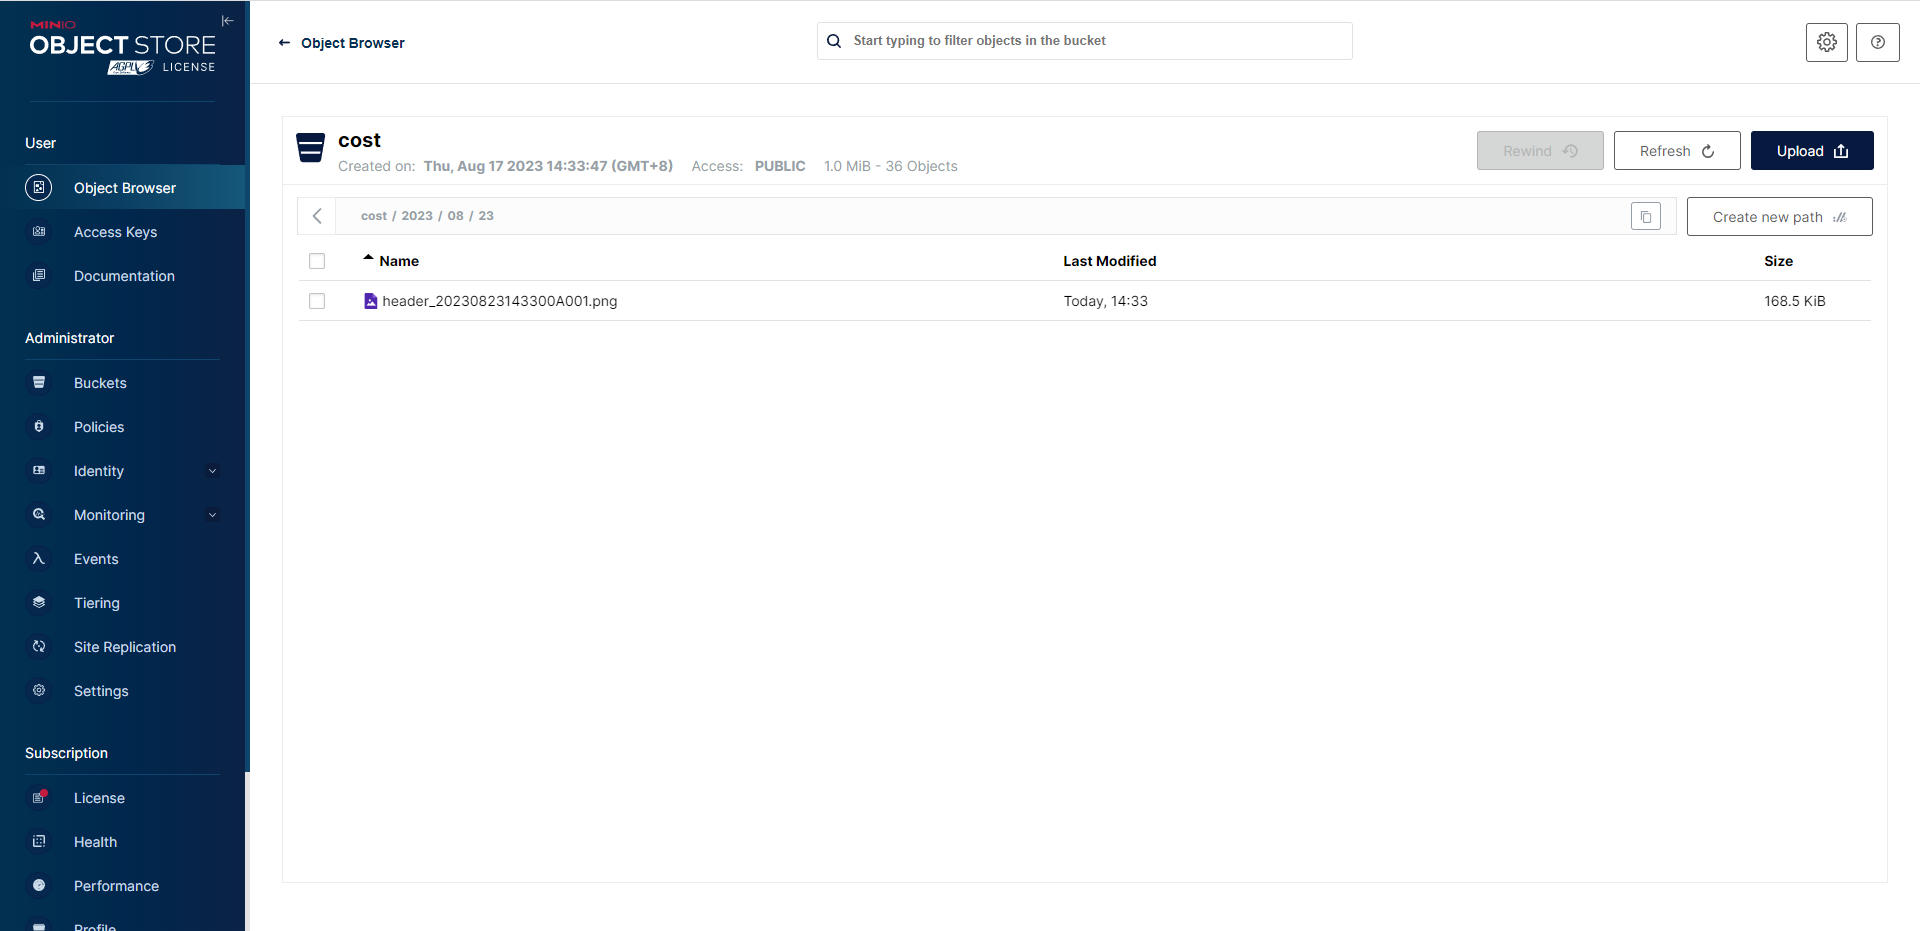 MINIO
OBJECT STORE
AGPLv3 LICENSE
User
Object Browser
Access Keys
Documentation
Administrator
Buckets
Policies
Identity
Monitoring
Events
Tiering
Site Replication
Settings
Subscription
License
Health
Performance
Profile
Object Browser
Start typing to filter objects in the bucket
cost
Created on: Thu, Aug 17 2023 14:33:47 (GMT+8) Access: PUBLIC 1.0 MiB - 36 Objects
Rewind
Refresh
Upload
cost / 2023 / 08 / 23
Create new path
Name Last Modified Size
header_20230823143300A001.png Today, 14:33 168.5 KiB